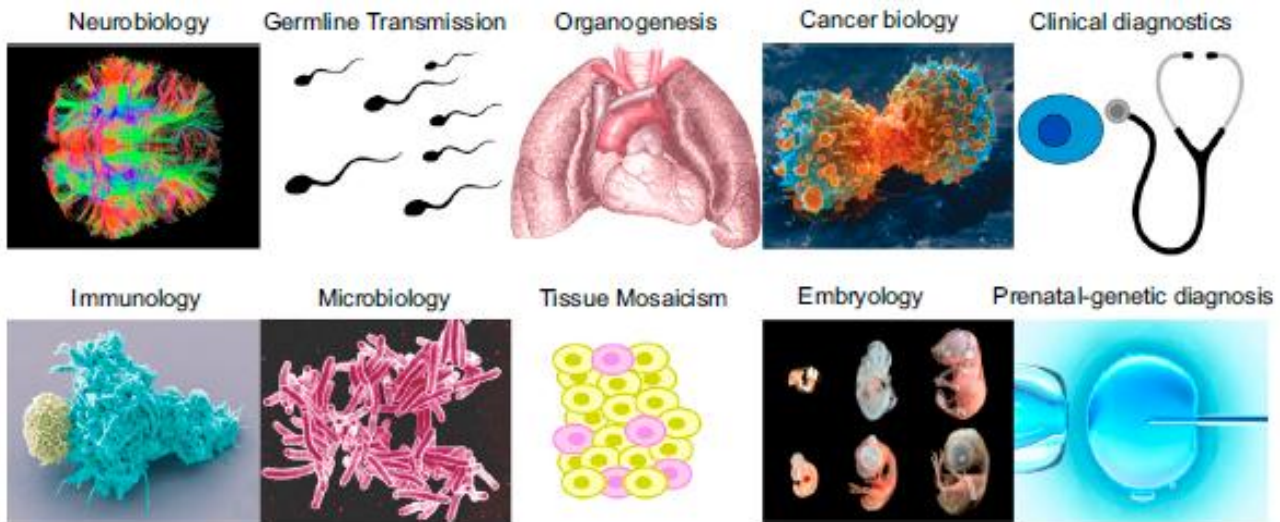 Neurobiology
Germline Transmission
Organogenesis
Cancer biology
Clinical diagnostics
Immunology
Microbiology
Tissue Mosaicism
Embryology
Prenatal-genetic diagnosis